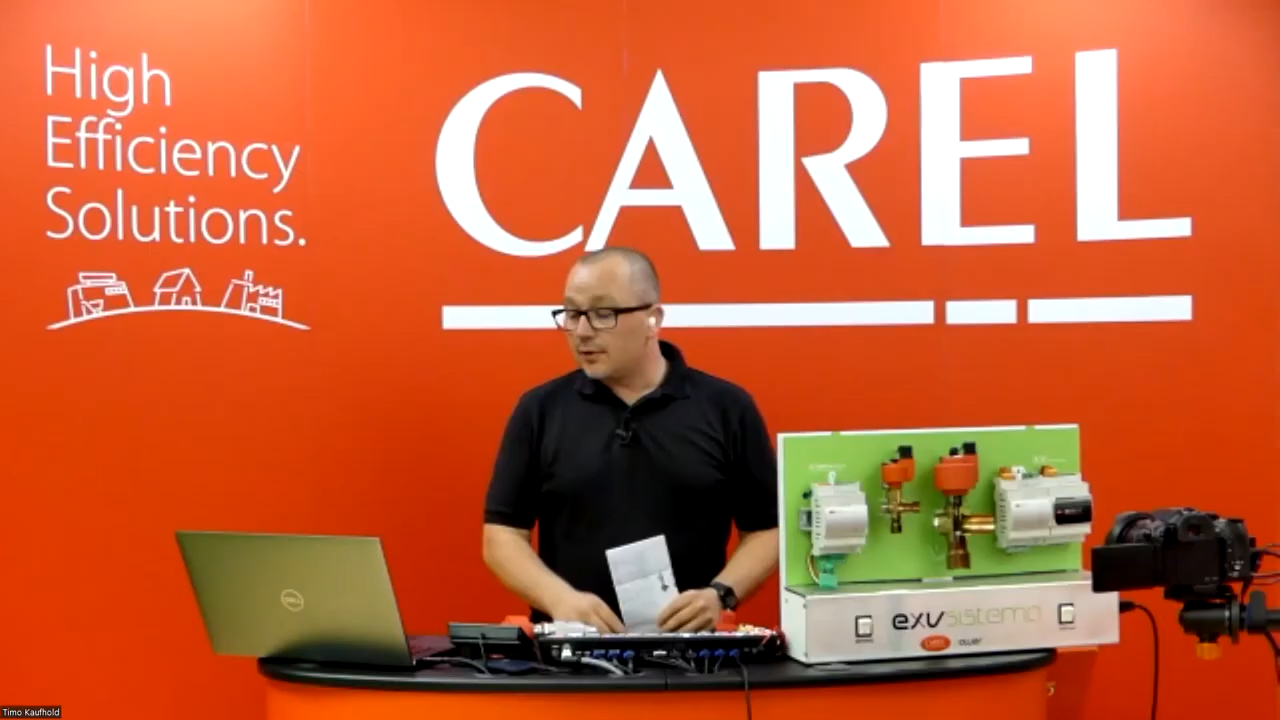 High
Efficiency
Solutions.
CAREL
DELL
exv sistema
Timo Kaufhold